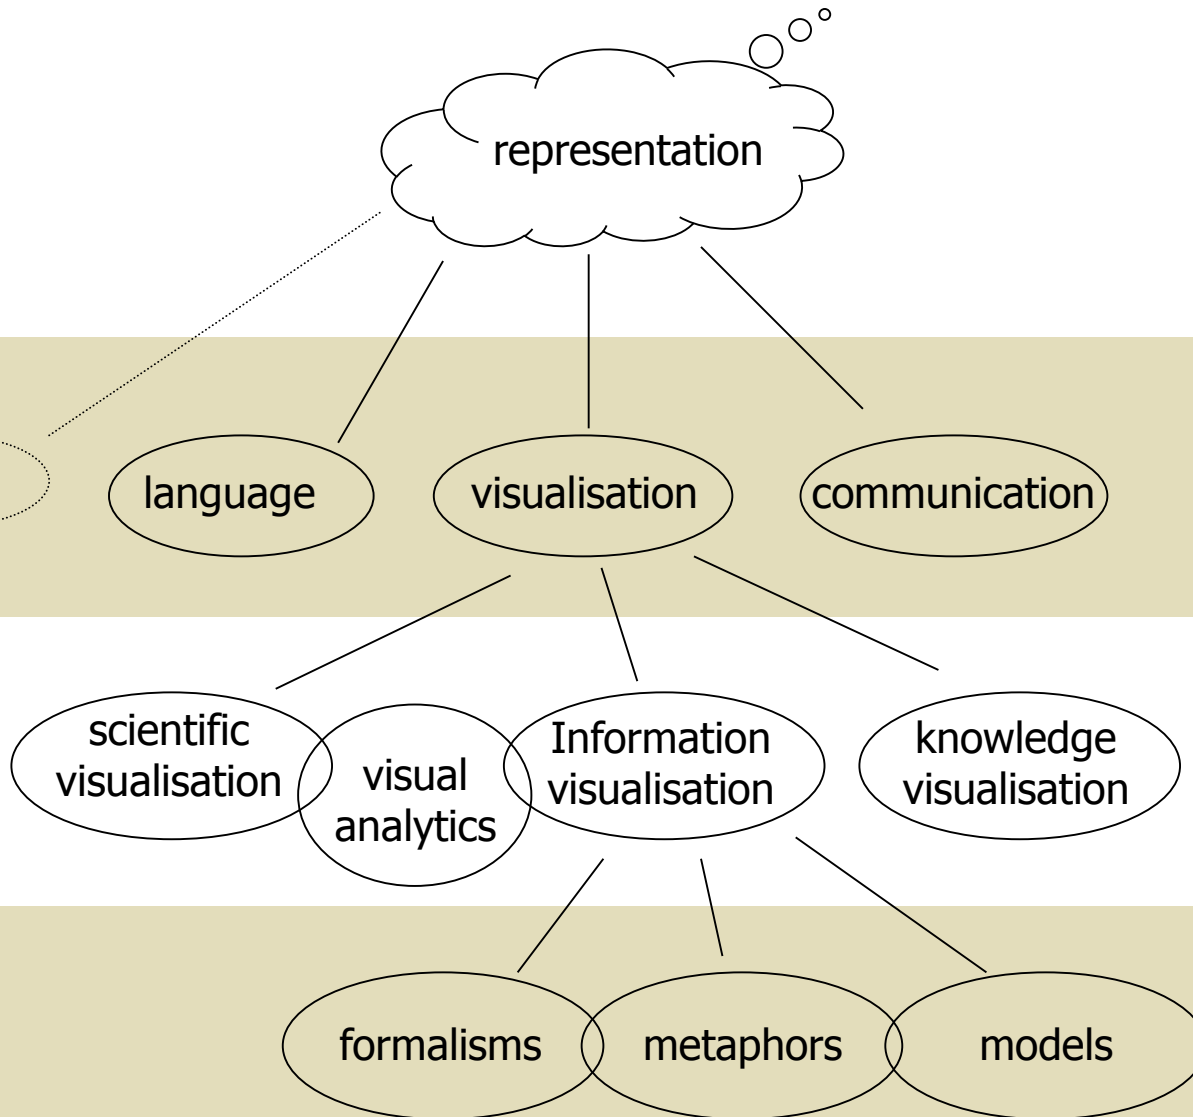 representation
language
visualisation
communication
scientific
visualisation
visual
analytics
Information
visualisation
knowledge
visualisation
formalisms
metaphors
models